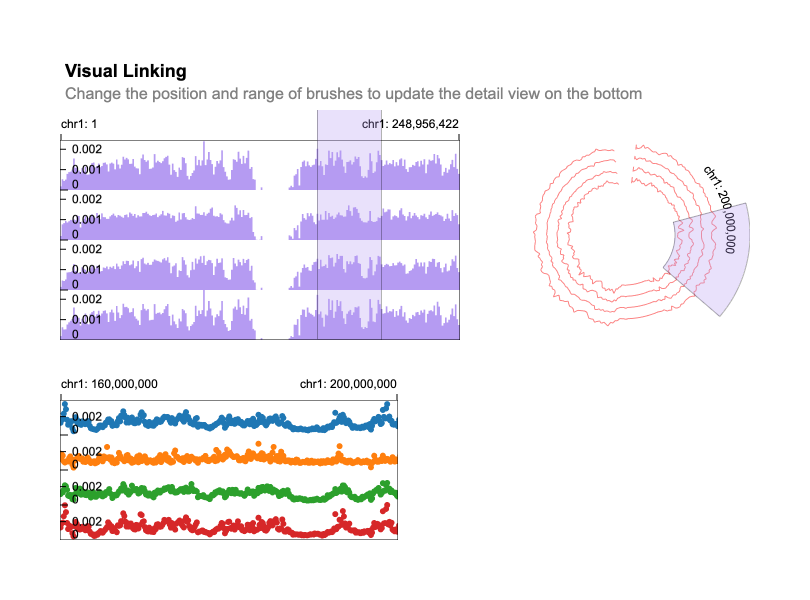 Visual Linking
Change the position and range of brushes to update the detail view on the bottom
chr1: 1
chr1: 248,956,422
0.002
0.001
0
0.002
0.001
0
0.002
0.001
0
0.002
0.001
0
chr1: 200,000,000
chr1: 160,000,000
chr1: 200,000,000
0.002
0
0.002
0
0.002
0
0.002
0